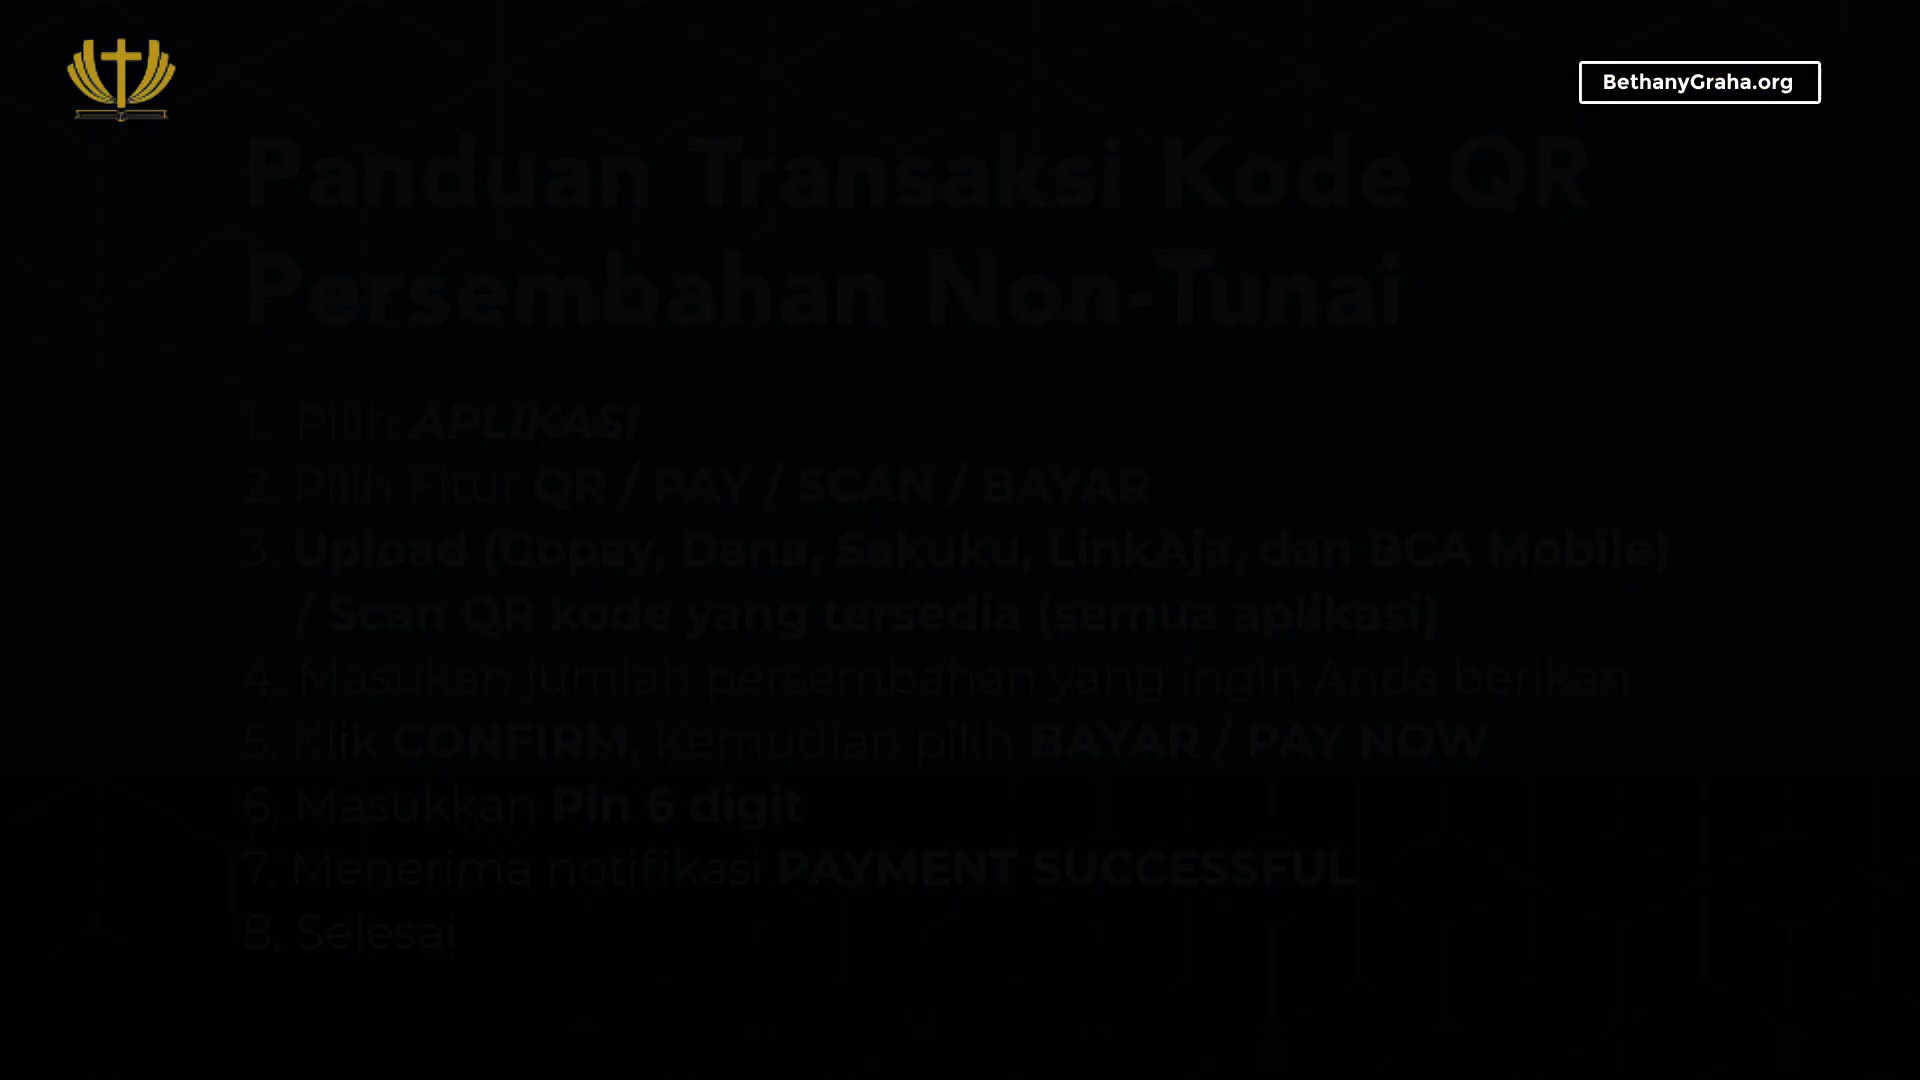 BethanyGraha.org
Panduan Transaksi Kode QR
Persembahan Non-Tunai
1. Pilih APLIKASI
2. Pilih Fitur QR / PAY / SCAN / BAYAR
3. Upload (Gopay, Dana, Sakuku, LinkAja, dan BCA Mobile)
/ Scan QR kode yang tersedia (semua aplikasi)
4. Masukan jumlah persembahan yang ingin Anda berikan
5. Klik CONFIRM, Kemudian pilih BAYAR / PAY NOW
6. Masukkan Pin 6 digit
7. Menerima notifikasi PAYMENT SUCCESSFUL
8. Selesai